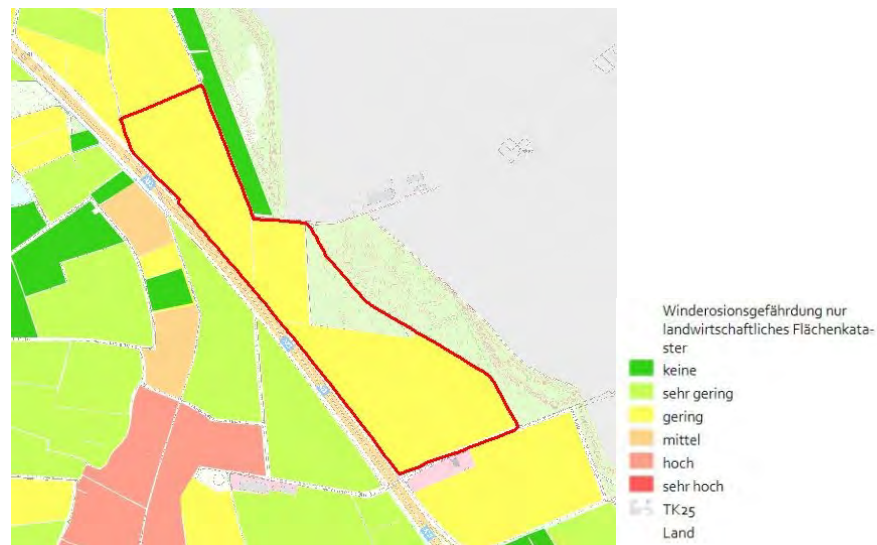 Winderosionsgefährdung nur
landwirtschaftliches Flächenkata-
ster
keine
sehr gering
gering
mittel
hoch
sehr hoch
TK25
Land